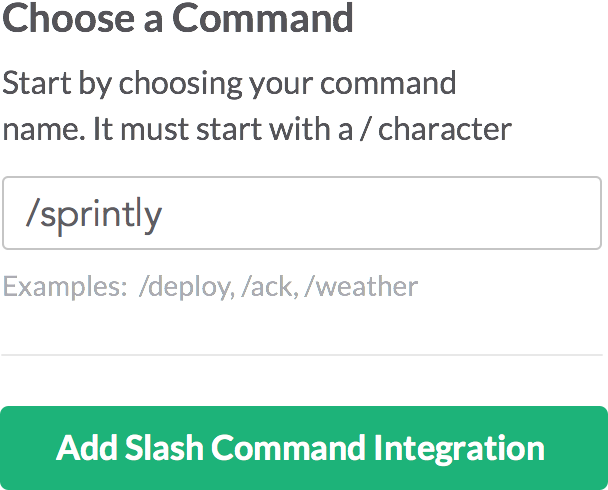 Choose a Command
Start by choosing your command
name. It must start with a / character
/sprintly
Examples: /deploy, /ack, /weather
Add Slash Command Integration